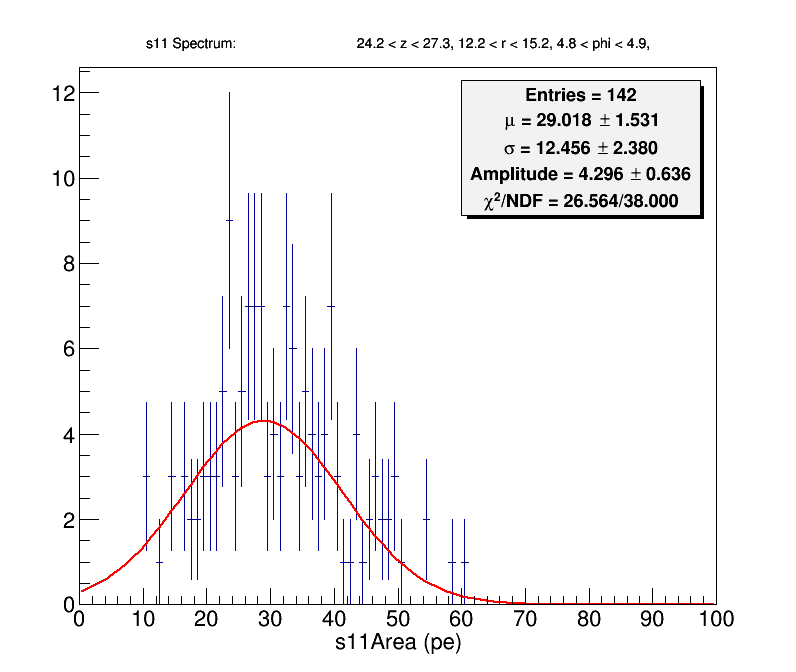 s11 Spectrum: 24.2 < z < 27.3, 12.2 < r < 15.2, 4.8 < phi < 4.9,
Entries = 142
μ = 29.018 ± 1.531
σ = 12.456 ± 2.380
Amplitude = 4.296 ± 0.636
χ²/NDF = 26.564/38.000
12
10
8
6
4
2
0
0 10 20 30 40 50 60 70 80 90 100
s11Area (pe)